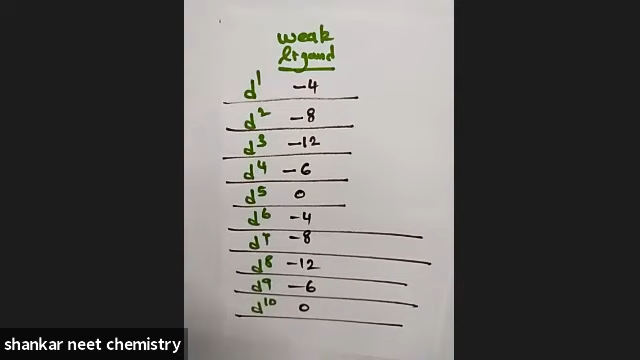 weak
ligand
d¹ -4
d² -8
d³ -12
d⁴ -6
d⁵ 0
d⁶ -4
d⁷ -8
d⁸ -12
d⁹ -6
d¹⁰ 0
shankar neet chemistry